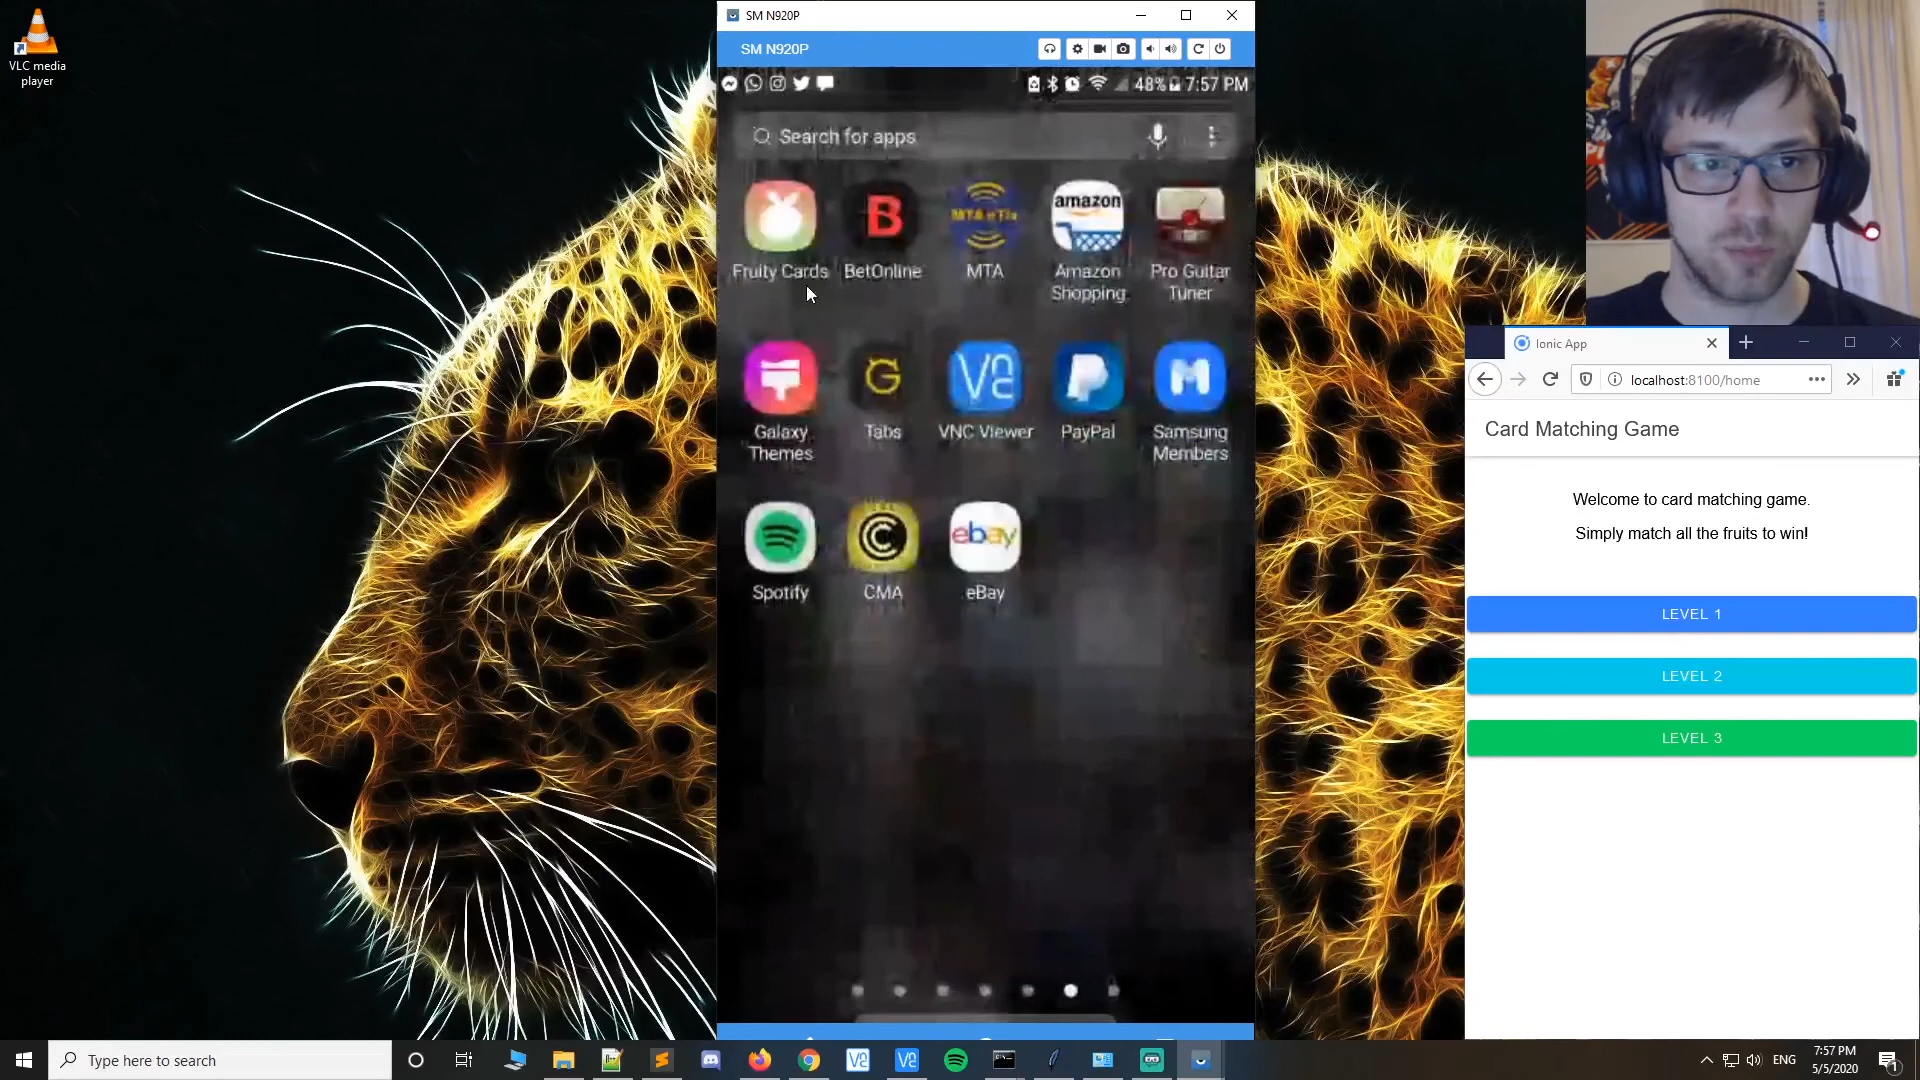 VLC media
player
SM N920P
SM N920P
48% 7:57 PM
Search for apps
Fruity Cards
BetOnline
MTA
Amazon
Shopping
Pro Guitar
Tuner
amazon
B
Galaxy
Themes
Tabs
VNC Viewer
PayPal
Samsung
Members
Spotify
CMA
eBay
ebay
Ionic App
localhost:8100/home
Card Matching Game
Welcome to card matching game.
Simply match all the fruits to win!
LEVEL 1
LEVEL 2
LEVEL 3
Type here to search
ENG
7:57 PM
5/5/2020
1